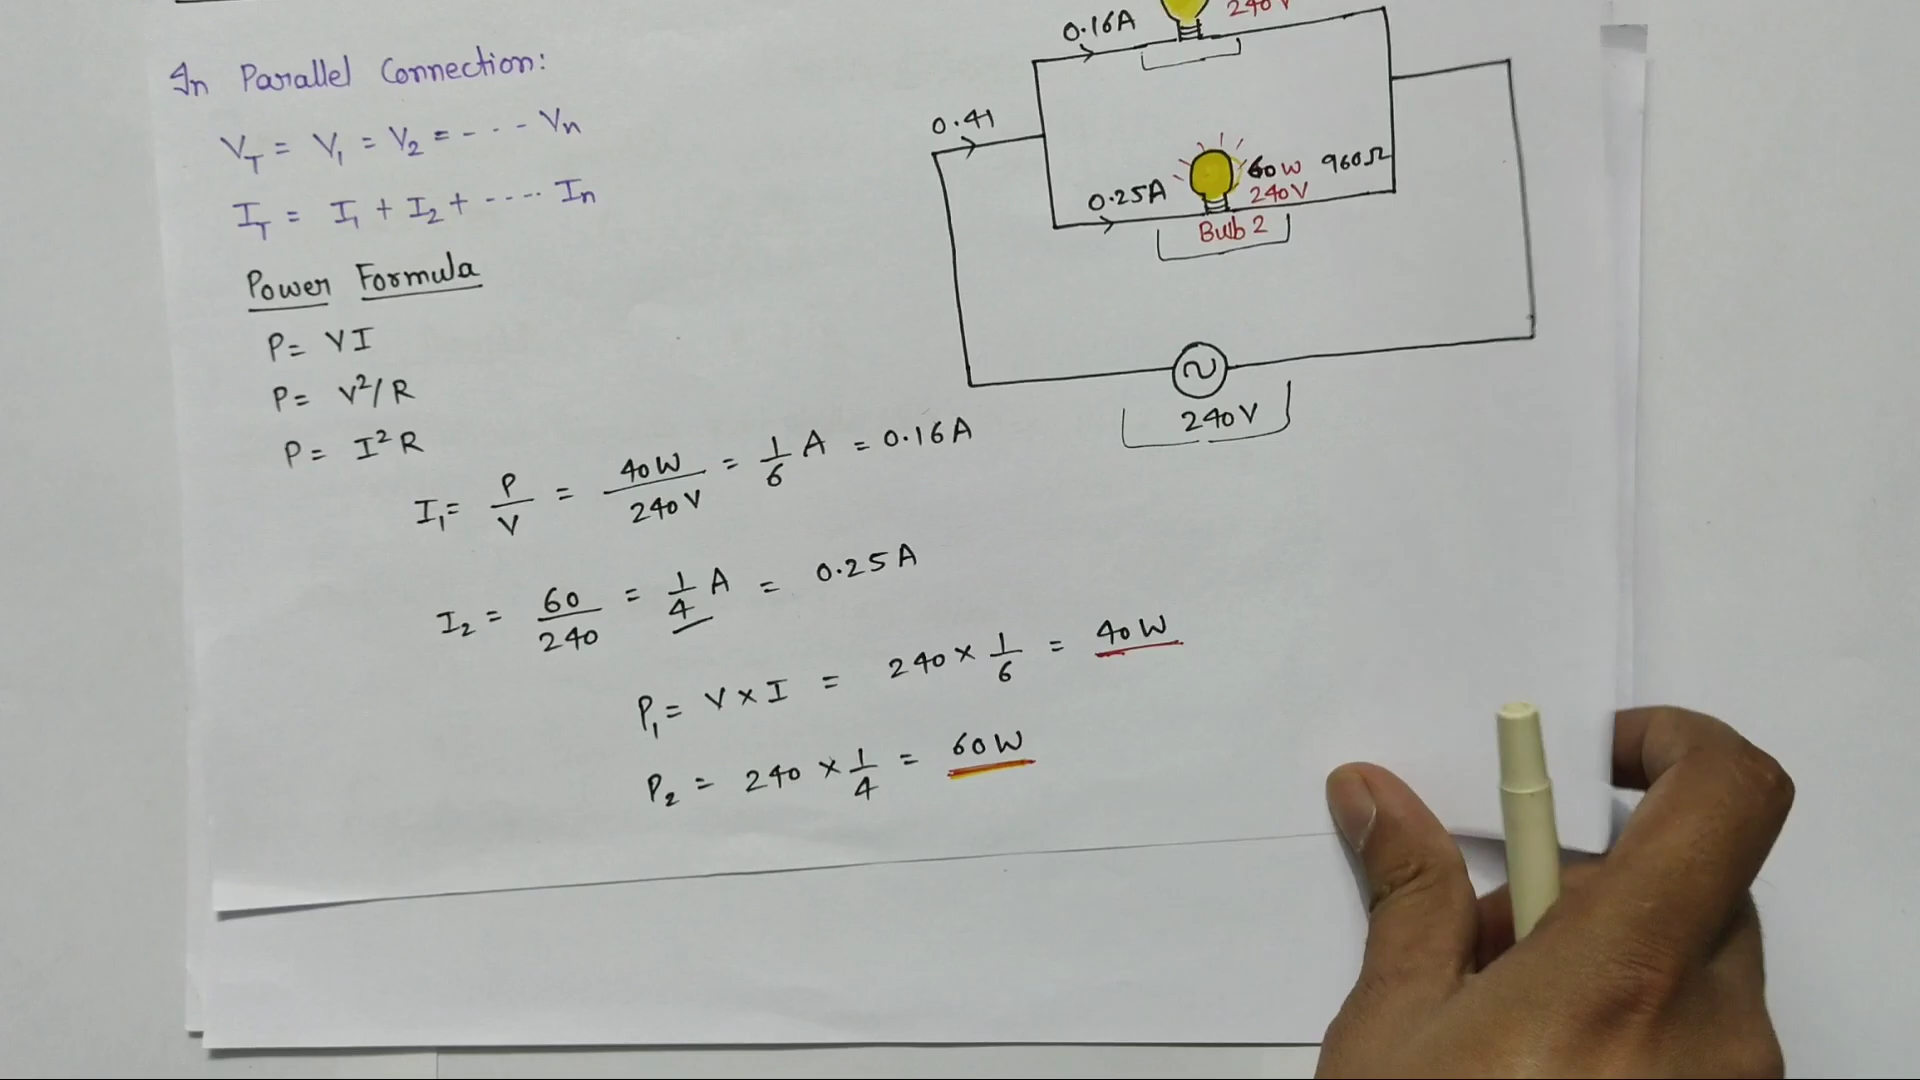 In Parallel Connection:
V_T = V_1 = V_2 = - - - - V_n
I_T = I_1 + I_2 + - - - - I_n
Power Formula
P = VI
P = V²/R
P = I²R
I_1 = P/V = 40W/240V = 1/6 A = 0.16A
I_2 = 60/240 = 1/4 A = 0.25A
P_1 = V × I = 240 × 1/6 = 40W
P_2 = 240 × 1/4 = 60W
0.16A
240V
0.41
0.25A
60W 960Ω
240V
Bulb 2
240V